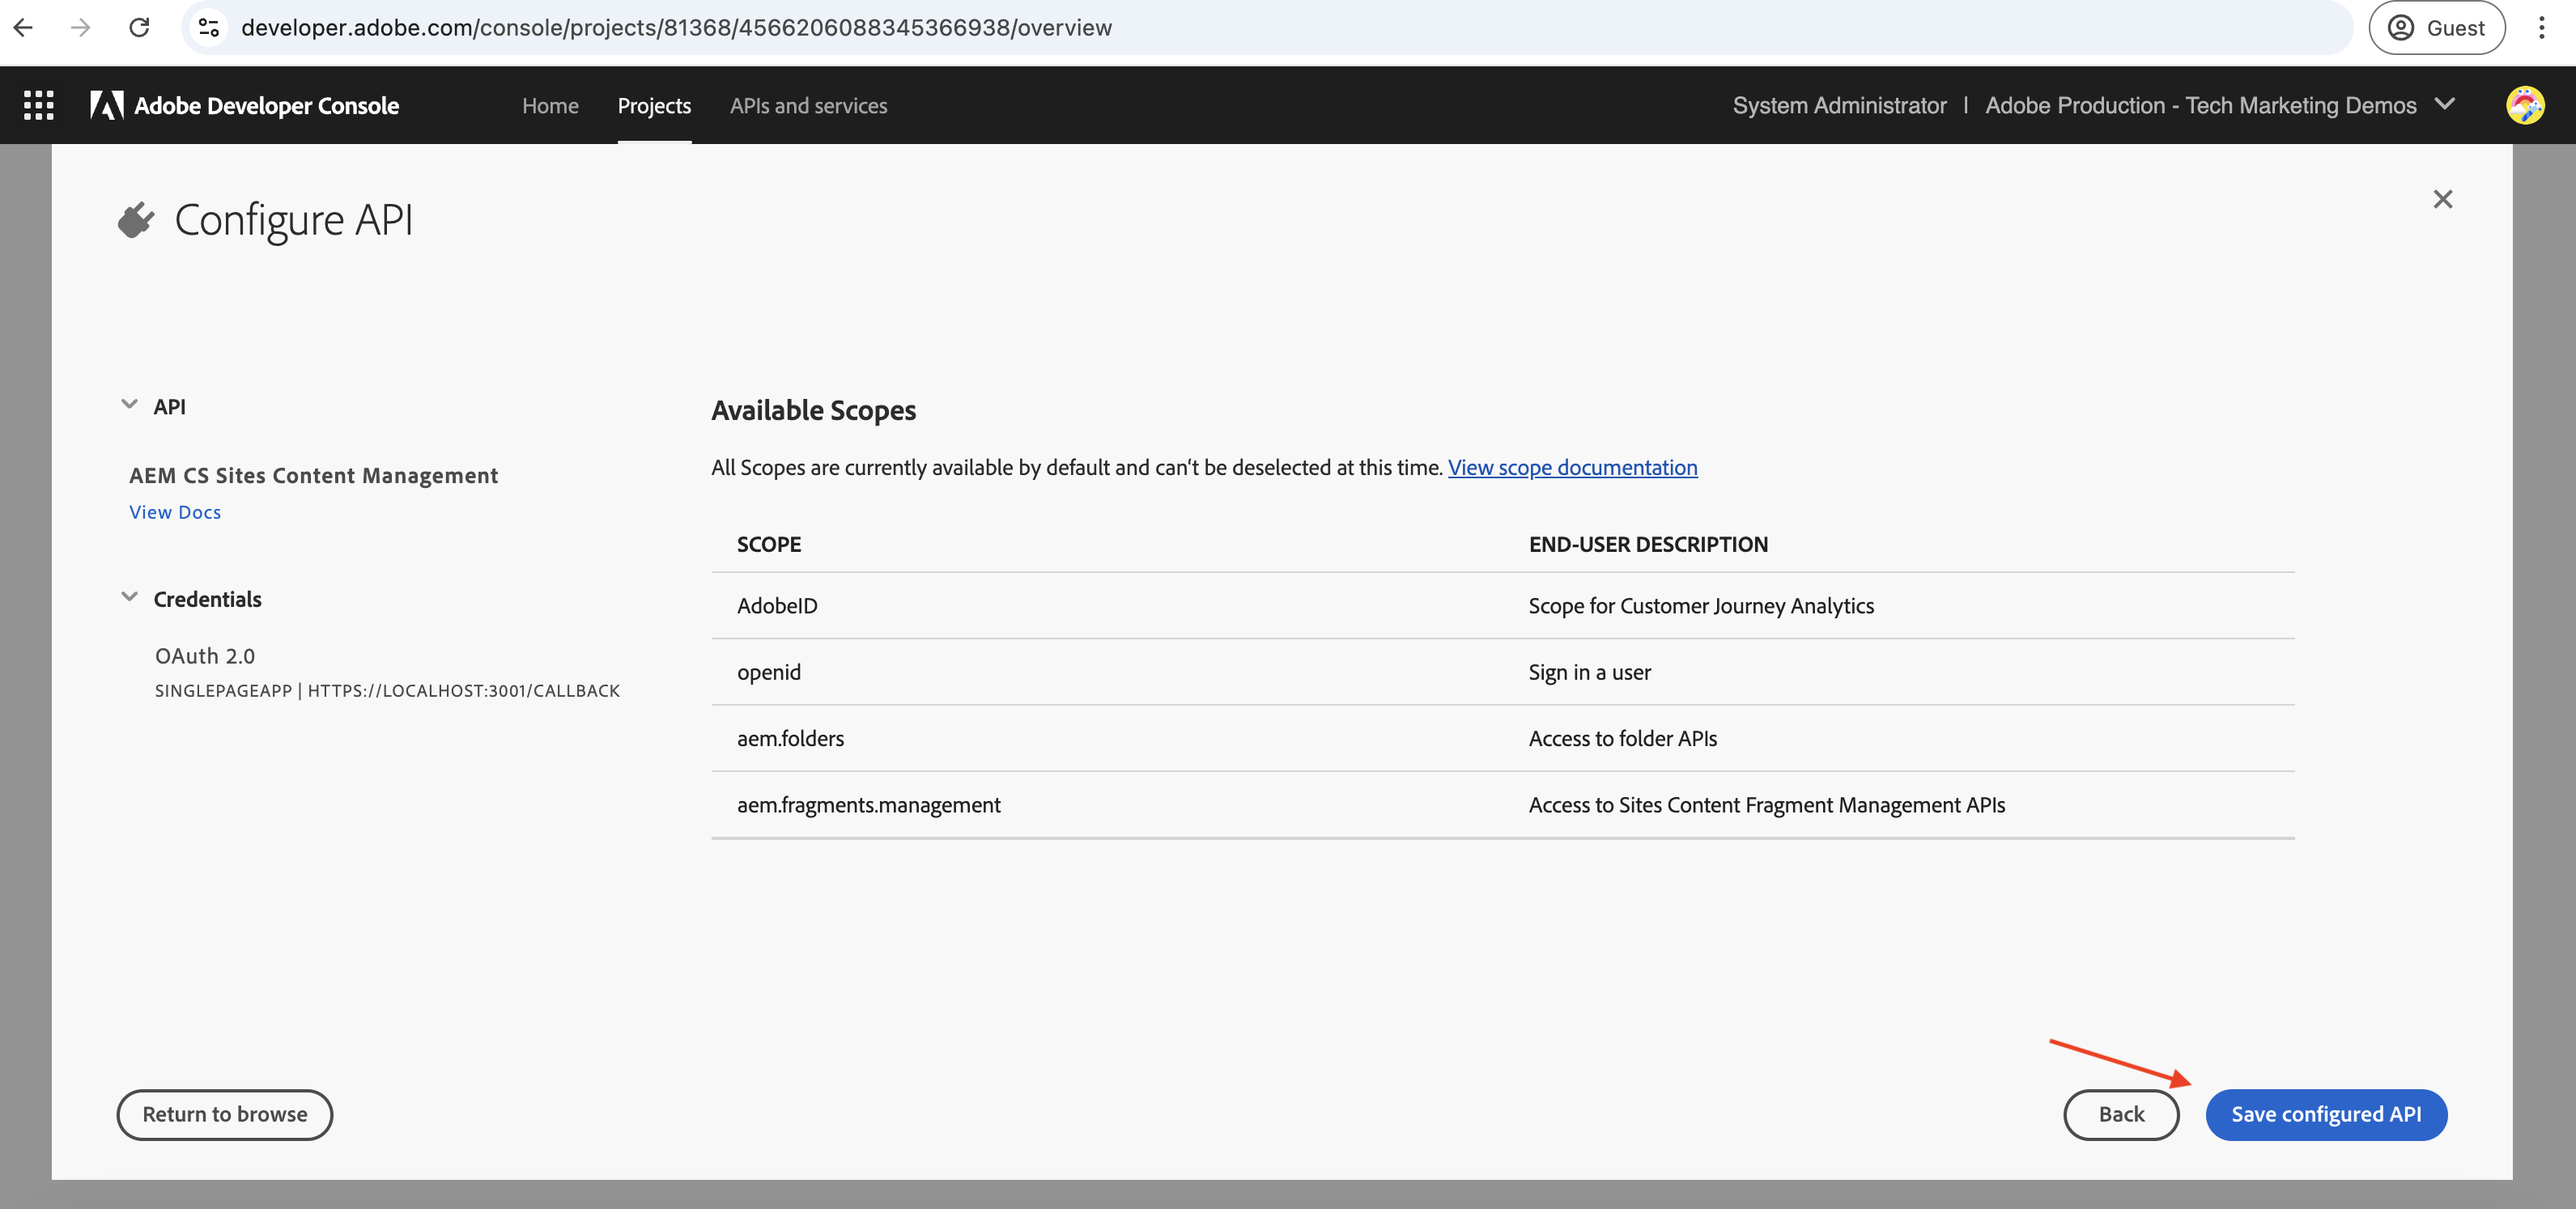 developer.adobe.com/console/projects/81368/4566206088345366938/overview
Guest
Adobe Developer Console
Home
Projects
APIs and services
System Administrator | Adobe Production - Tech Marketing Demos
Configure API
API
AEM CS Sites Content Management
View Docs
Credentials
OAuth 2.0
SINGLEPAGEAPP | HTTPS://LOCALHOST:3001/CALLBACK
Available Scopes
All Scopes are currently available by default and can't be deselected at this time. View scope documentation
SCOPE END-USER DESCRIPTION
AdobeID Scope for Customer Journey Analytics
openid Sign in a user
aem.folders Access to folder APIs
aem.fragments.management Access to Sites Content Fragment Management APIs
Return to browse
Back
Save configured API